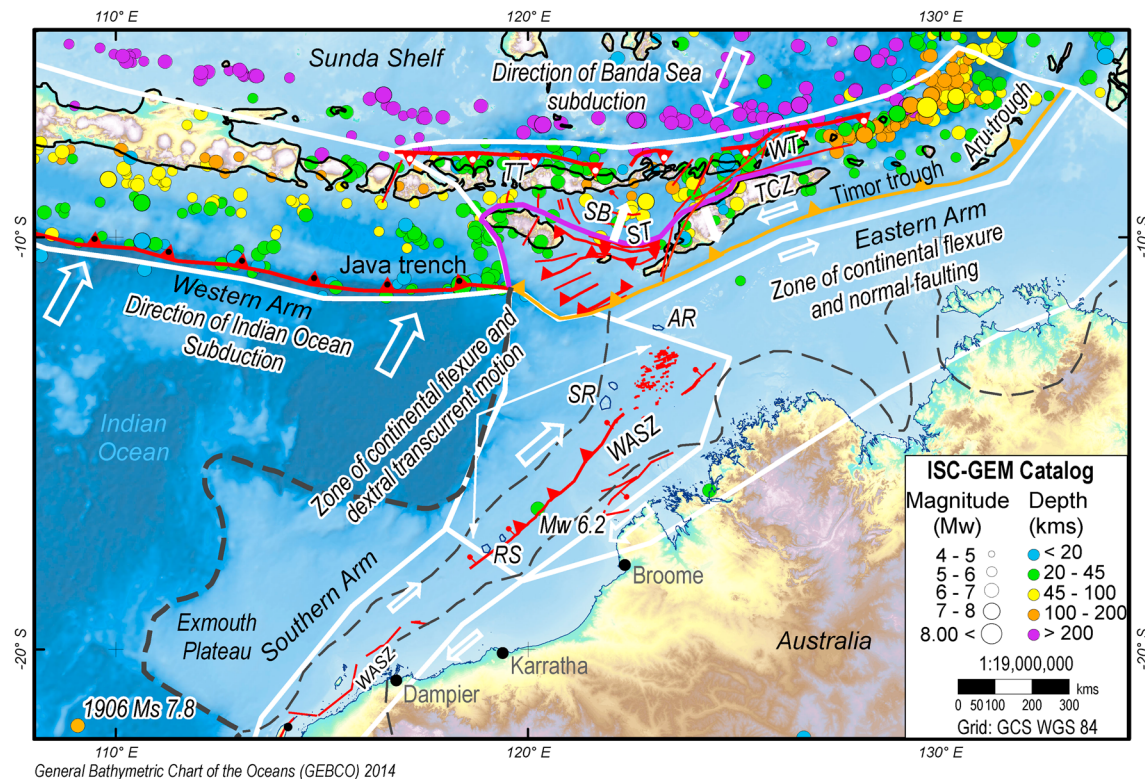 110° E
120° E
130° E
Sunda Shelf
Direction of Banda Sea
subduction
WT
Aru trough
TT
TCZ
Timor trough
SB
ST
-10° S
-10° S
Java trench
Eastern Arm
Western Arm
Zone of continental flexure
and normal faulting
Direction of Indian Ocean
Subduction
AR
Zone of continental flexure and
dextral transcurrent motion
SR
WASZ
Indian
Ocean
Mw 6.2
RS
Broome
Southern Arm
Exmouth
Plateau
Australia
-20° S
-20° S
WASZ
Karratha
Dampier
1906 Ms 7.8
ISC-GEM Catalog
Magnitude
(Mw)
Depth
(kms)
4 - 5
5 - 6
6 - 7
7 - 8
8.00 <
< 20
20 - 45
45 - 100
100 - 200
> 200
1:19,000,000
0 50 100 200 300 kms
Grid: GCS WGS 84
110° E
120° E
130° E
General Bathymetric Chart of the Oceans (GEBCO) 2014